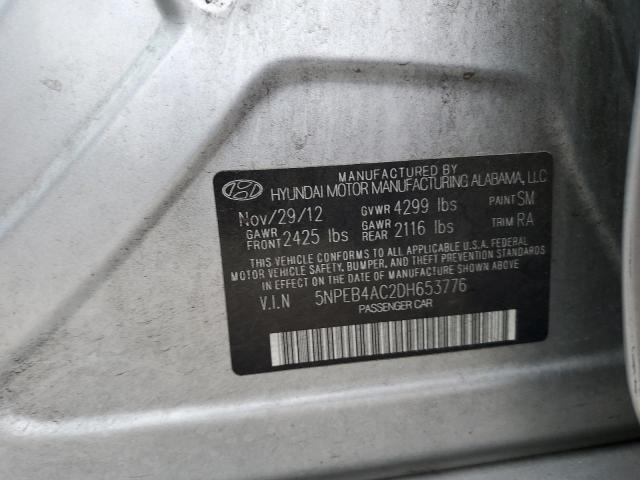 MANUFACTURED BY
HYUNDAI MOTOR MANUFACTURING ALABAMA, LLC
Nov/29/12 GVWR 4299 lbs PAINT SM
GAWR FRONT 2425 lbs GAWR REAR 2116 lbs TRIM RA
THIS VEHICLE CONFORMS TO ALL APPLICABLE U.S.A. FEDERAL
MOTOR VEHICLE SAFETY, BUMPER, AND THEFT PREVENTION STANDARDS
IN EFFECT ON THE DATE OF MANUFACTURE SHOWN ABOVE.
V.I.N 5NPEB4AC2DH653776
PASSENGER CAR